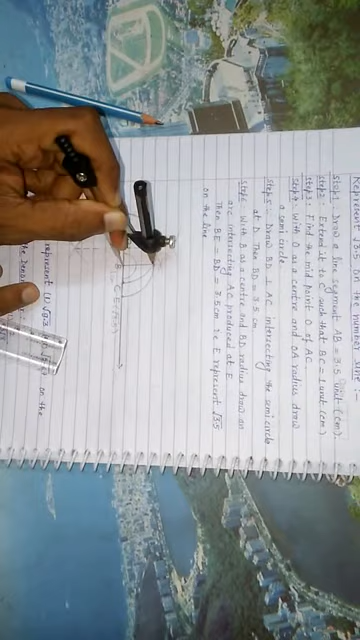 Represent √3.5 on the number line :-
Step1: Draw a line segment AB = 3.5 unit (cm)
Step2: Extend it to C such that BC = 1 unit (cm)
Step3: Find the mid point O of AC
Step4: With O as a centre and OA radius draw
a semi circle
Step5: Draw BD ⊥ AC intersecting the semicircle
at D. Then BD = √3.5 cm
Step6: With B as a centre and BD radius draw an
arc intersecting AC produced at E
Then BE = BD = √3.5 cm i.e E represent √3.5
on the line
B C E
represent √9.3 on the